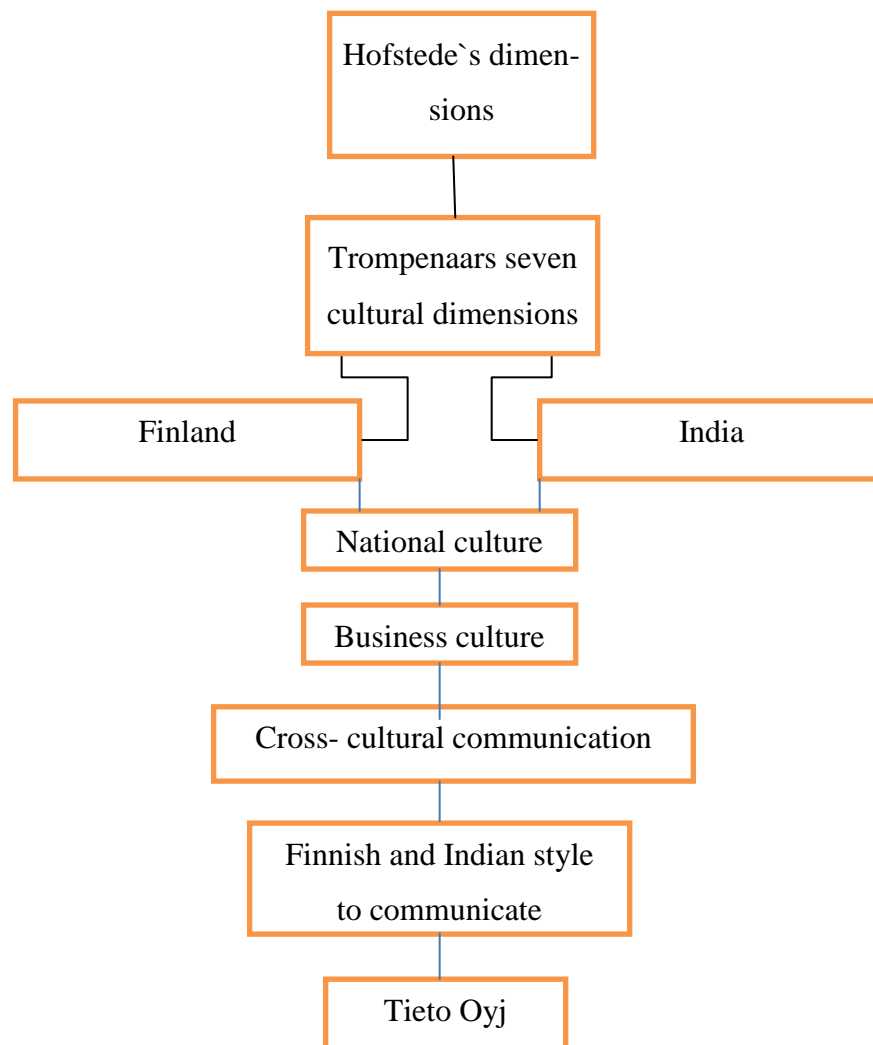 Hofstede`s dimen-
sions
Trompenaars seven
cultural dimensions
Finland
India
National culture
Business culture
Cross- cultural communication
Finnish and Indian style
to communicate
Tieto Oyj